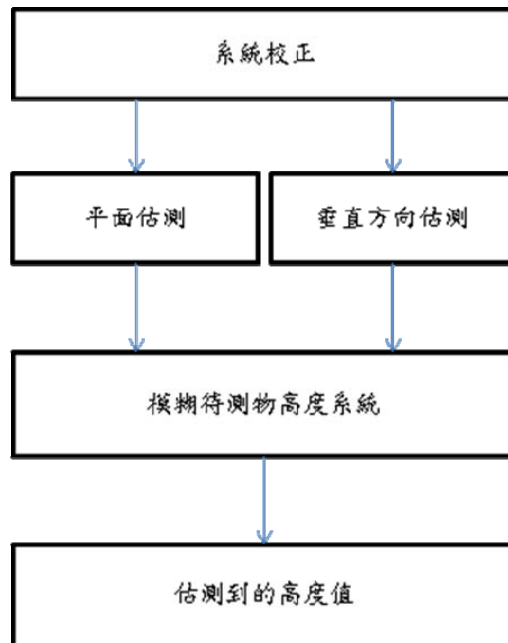 系統校正
平面估測
垂直方向估測
模糊待測物高度系統
估測到的高度值